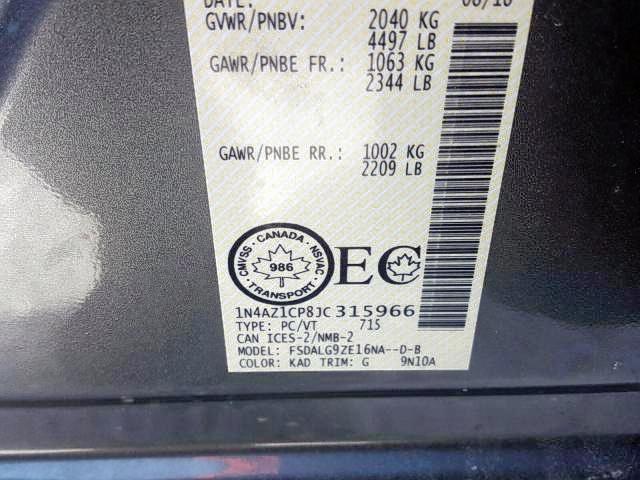 DATE:
GVWR/PNBV: 2040 KG
4497 LB
GAWR/PNBE FR.: 1063 KG
2344 LB
GAWR/PNBE RR.: 1002 KG
2209 LB
CANADA
CMVSS 986 NSVAC
TRANSPORT
EC
1N4AZ1CP8JC315966
TYPE: PC/VT 715
CAN ICES-2/NMB-2
MODEL: FSDALG9ZE16NA--D-B
COLOR: KAD TRIM: G 9N10A